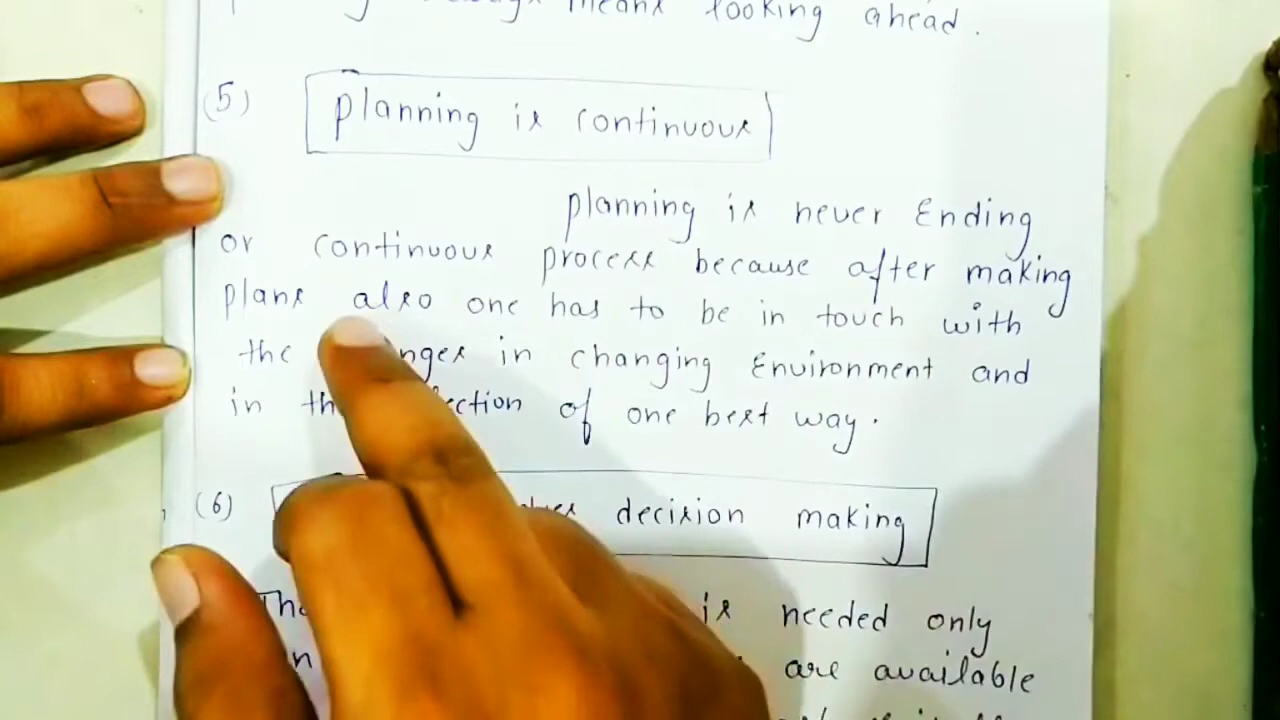 means looking ahead.
(5) planning is continuous
planning is never Ending
or continuous process because after making
plans also one has to be in touch with
the in changing Environment and
in of one best way.
(6) decision making
is needed only
are available